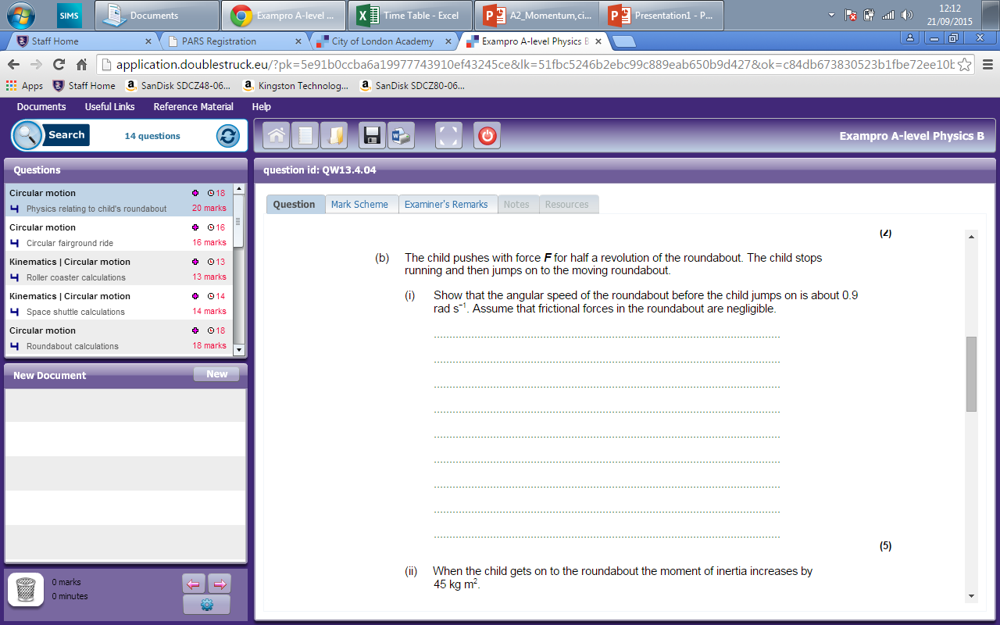 SIMS
Documents
Exampro A-level ...
Time Table - Excel
A2_Momentum,ci...
Presentation1 - P...
12:12
21/09/2015
Staff Home
PARS Registration
City of London Academy
Exampro A-level Physics B
application.doublestruck.eu/?pk=5e91b0ccba6a19977743910ef43245ce&lk=51fbc5246b2ebc99c889eab650b9d427&ok=c84db673830523b1fbe72ee10b
Apps
Staff Home
SanDisk SDCZ48-06...
Kingston Technolog...
SanDisk SDCZ80-06...
Documents
Useful Links
Reference Material
Help
Search
14 questions
Exampro A-level Physics B
Questions
question id: QW13.4.04
Circular motion 18
4 Physics relating to child's roundabout 20 marks
Circular motion 16
4 Circular fairground ride 16 marks
Kinematics | Circular motion 13
4 Roller coaster calculations 13 marks
Kinematics | Circular motion 14
4 Space shuttle calculations 14 marks
Circular motion 18
4 Roundabout calculations 18 marks
New Document
New
0 marks
0 minutes
Question
Mark Scheme
Examiner's Remarks
Notes
Resources
(2)
(b) The child pushes with force F for half a revolution of the roundabout. The child stops
running and then jumps on to the moving roundabout.
(i) Show that the angular speed of the roundabout before the child jumps on is about 0.9
rad s⁻¹. Assume that frictional forces in the roundabout are negligible.
(5)
(ii) When the child gets on to the roundabout the moment of inertia increases by
45 kg m².